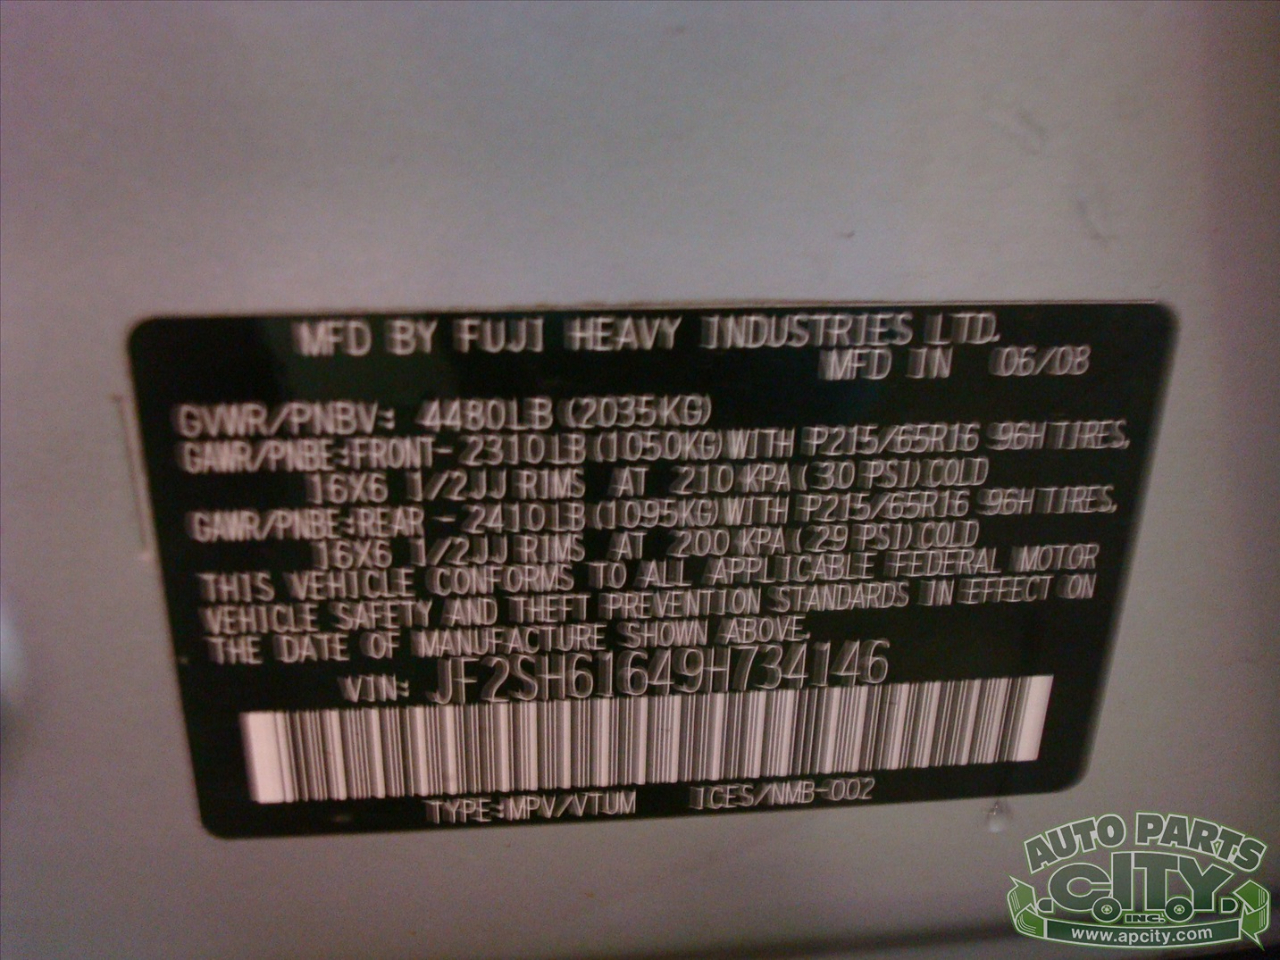 MFD BY FUJI HEAVY INDUSTRIES LTD.
MFD IN 06/08
GVWR/PNBV: 4480LB (2035KG)
GAWR/PNBE:FRONT- 2310LB (1050KG)WITH P215/65R16 96H TIRES,
16X6 1/2JJ RIMS AT 210 KPA(30 PSI)COLD
GAWR/PNBE:REAR -2410LB(1095KG)WITH P215/65R16 96H TIRES,
16X6 1/2JJ RIMS AT 200 KPA(29 PSI)COLD
THIS VEHICLE CONFORMS TO ALL APPLICABLE FEDERAL MOTOR
VEHICLE SAFETY AND THEFT PREVENTION STANDARDS IN EFFECT ON
THE DATE OF MANUFACTURE SHOWN ABOVE.
VIN: JF2SH61649H734146
TYPE:MPV/VTUM ICES/NMB-002
AUTO PARTS
CITY
INC.
www.apcity.com